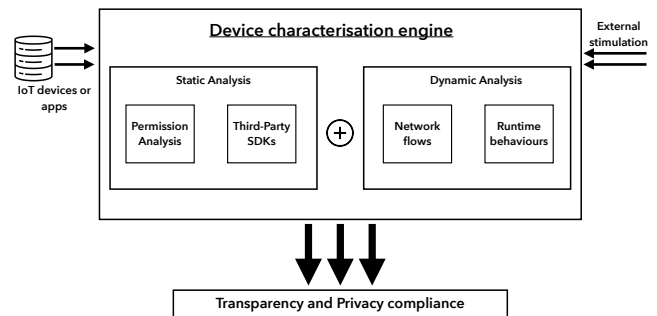 Device characterisation engine
External
stimulation
IoT devices or
apps
Static Analysis
Permission
Analysis
Third-Party
SDKs
Dynamic Analysis
Network
flows
Runtime
behaviours
Transparency and Privacy compliance